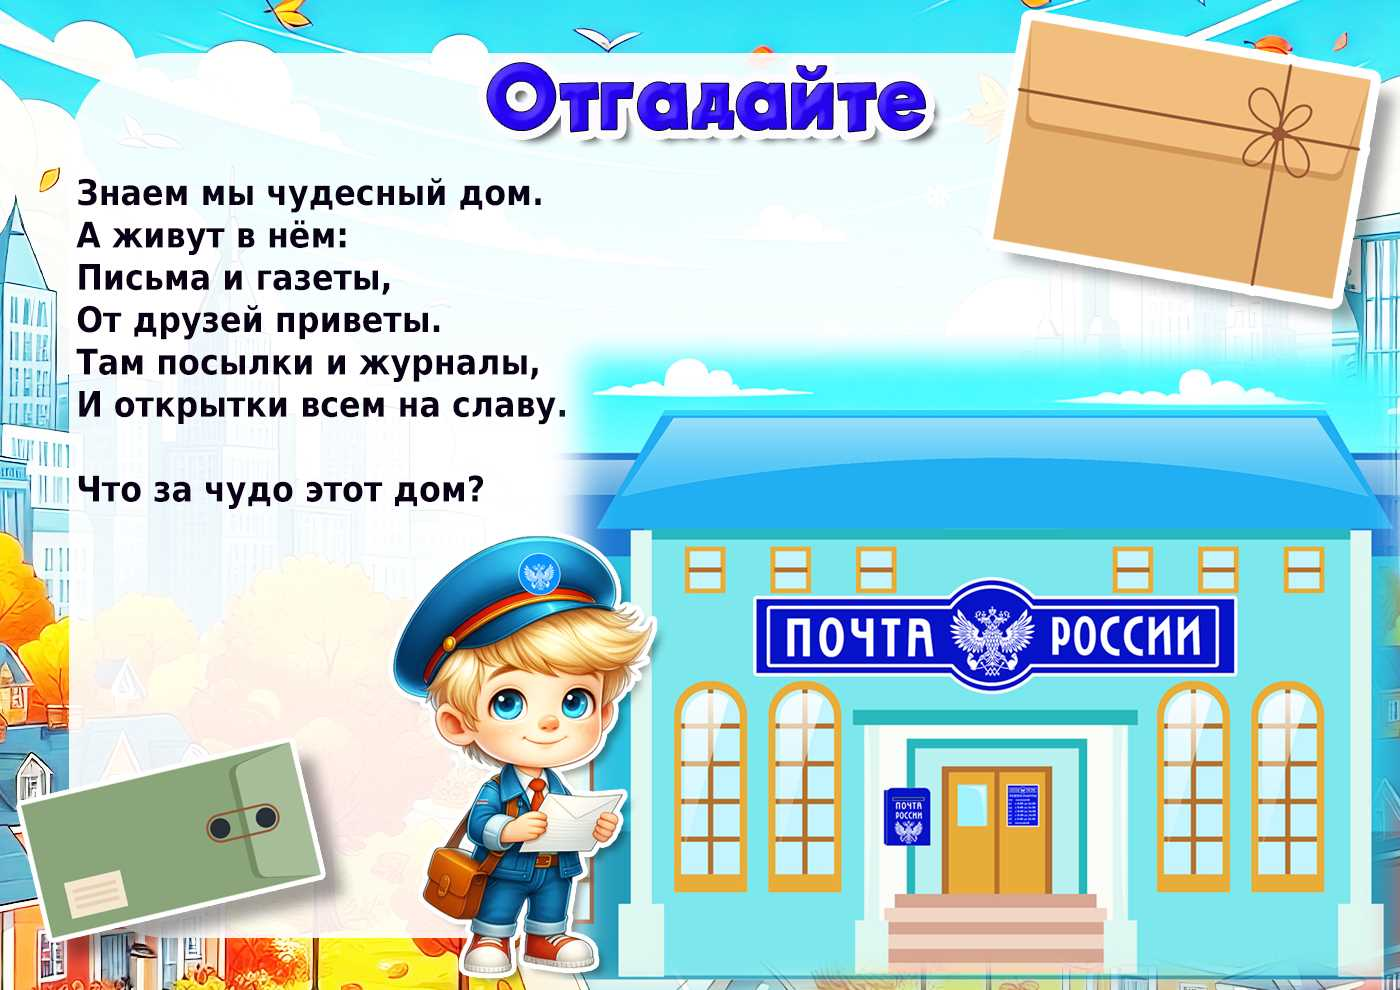 Отгадайте
Знаем мы чудесный дом.
А живут в нём:
Письма и газеты,
От друзей приветы.
Там посылки и журналы,
И открытки всем на славу.
Что за чудо этот дом?
ПОЧТА РОССИИ
ПОЧТА
РОССИИ